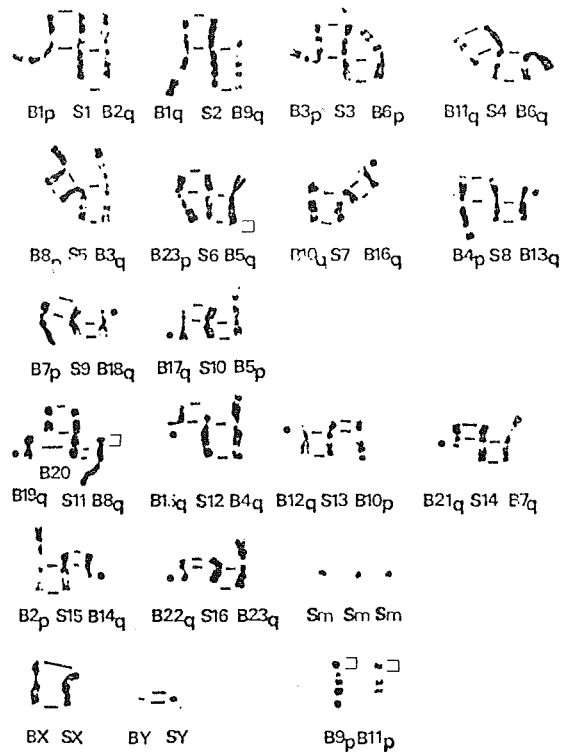 B1p S1 B2q B1q S2 B9q B3p S3 B6p B11q S4 B6q
B8p S5 B3q B23p S6 B5q B10q S7 B16q B4p S8 B13q
B7p S9 B18q B17q S10 B5p
B20
B19q S11 B8q S12 B4q B12q S13 B10p B21q S14 B7q
B2p S15 B14q B22q S16 B23q Sm Sm Sm
BX SX BY SY B9p B11p